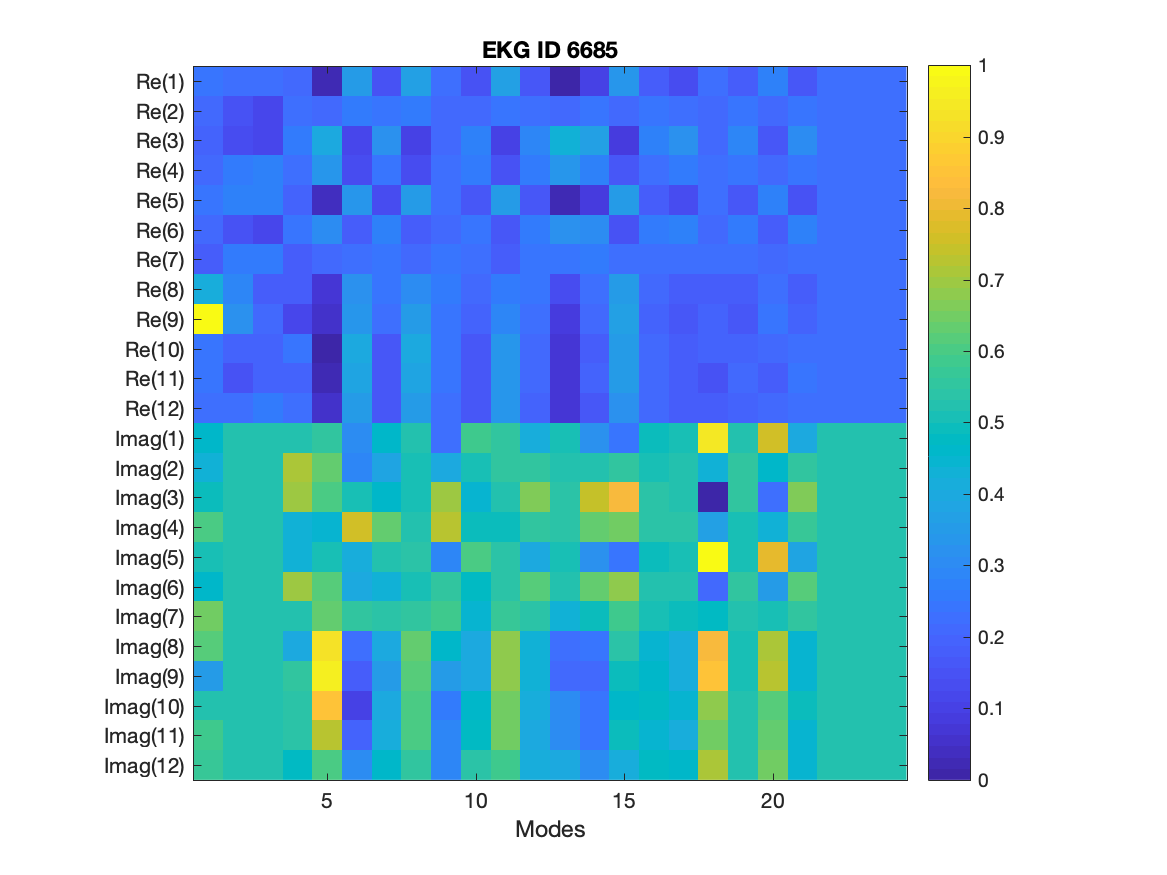 EKG ID 6685
Re(1)
Re(2)
Re(3)
Re(4)
Re(5)
Re(6)
Re(7)
Re(8)
Re(9)
Re(10)
Re(11)
Re(12)
Imag(1)
Imag(2)
Imag(3)
Imag(4)
Imag(5)
Imag(6)
Imag(7)
Imag(8)
Imag(9)
Imag(10)
Imag(11)
Imag(12)
5 10 15 20
Modes
1
0.9
0.8
0.7
0.6
0.5
0.4
0.3
0.2
0.1
0